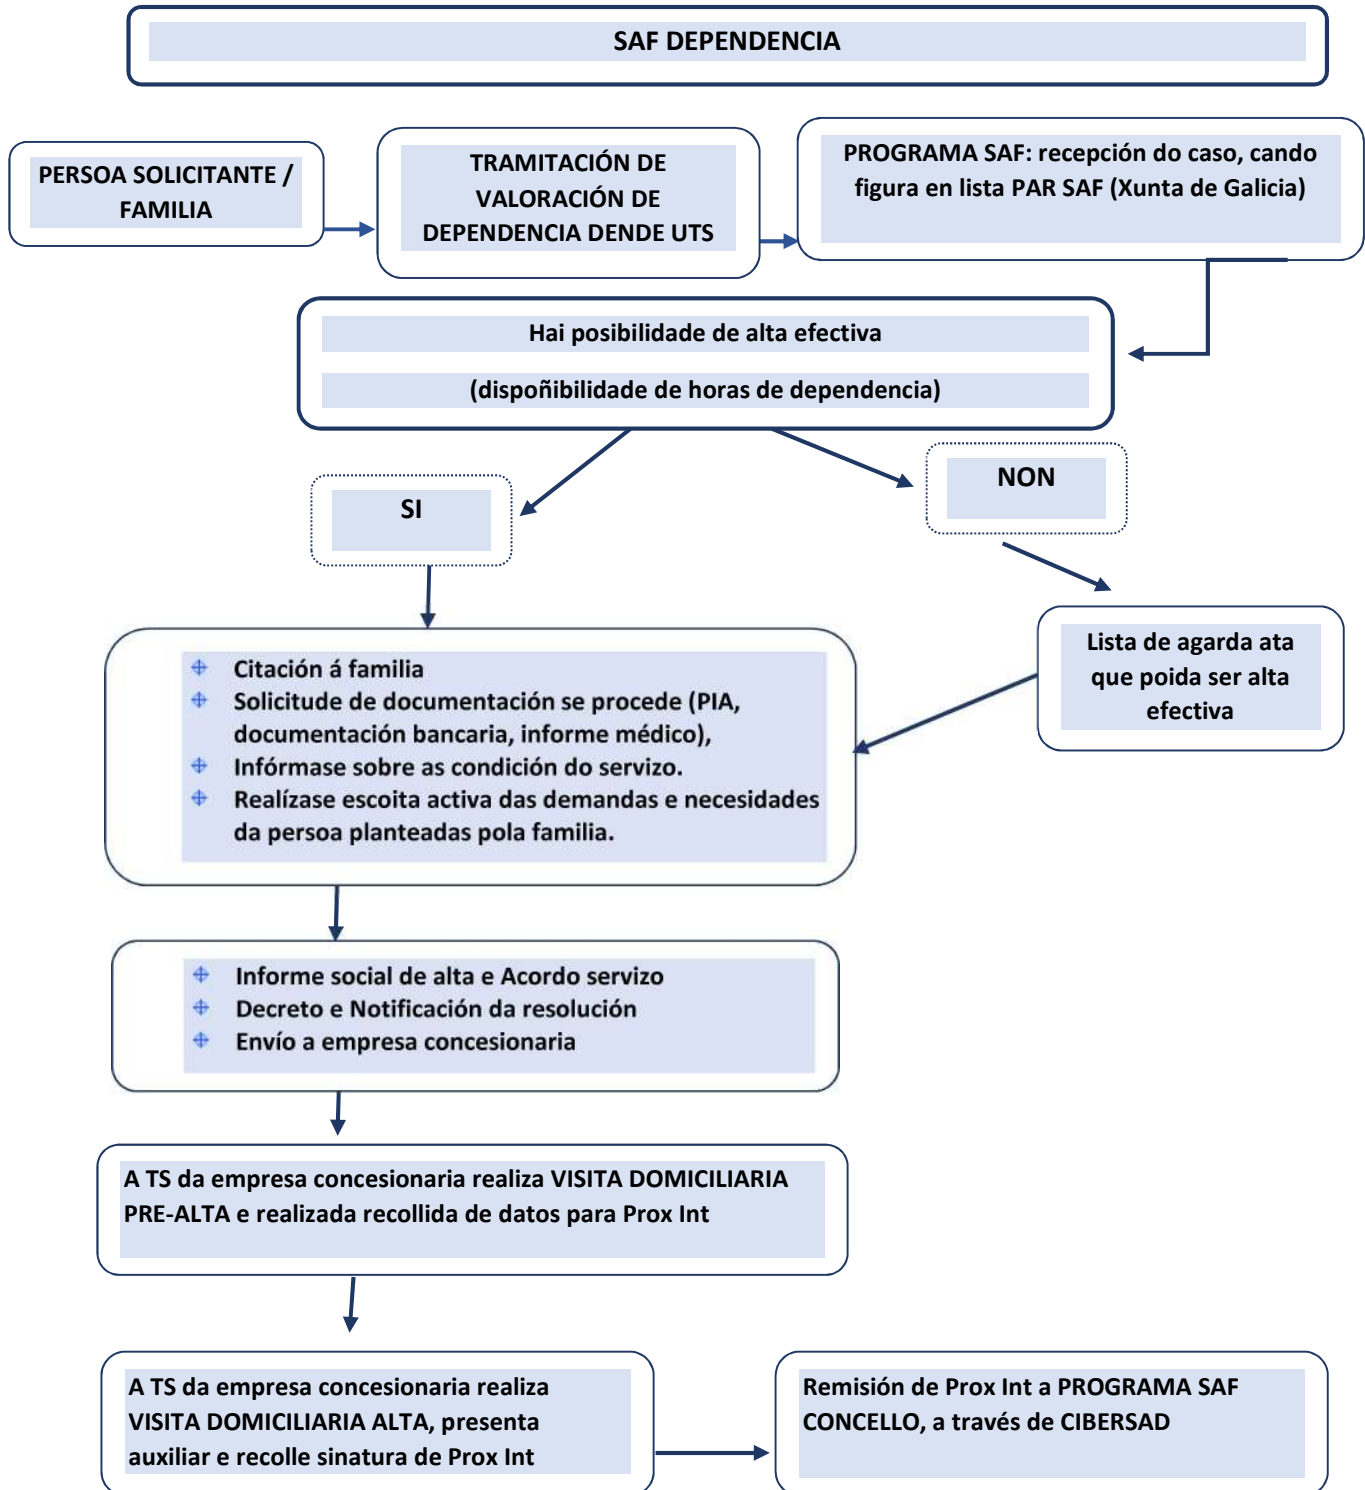 SAF DEPENDENCIA
PERSOA SOLICITANTE /
FAMILIA
TRAMITACIÓN DE
VALORACIÓN DE
DEPENDENCIA DENDE UTS
PROGRAMA SAF: recepción do caso, cando
figura en lista PAR SAF (Xunta de Galicia)
Hai posibilidade de alta efectiva
(dispoñibilidade de horas de dependencia)
SI
NON
Lista de agarda ata
que poida ser alta
efectiva
Citación á familia
Solicitude de documentación se procede (PIA,
documentación bancaria, informe médico),
Infórmase sobre as condición do servizo.
Realízase escoita activa das demandas e necesidades
da persoa planteadas pola familia.
Informe social de alta e Acordo servizo
Decreto e Notificación da resolución
Envío a empresa concesionaria
A TS da empresa concesionaria realiza VISITA DOMICILIARIA
PRE-ALTA e realizada recollida de datos para Prox Int
A TS da empresa concesionaria realiza
VISITA DOMICILIARIA ALTA, presenta
auxiliar e recolle sinatura de Prox Int
Remisión de Prox Int a PROGRAMA SAF
CONCELLO, a través de CIBERSAD